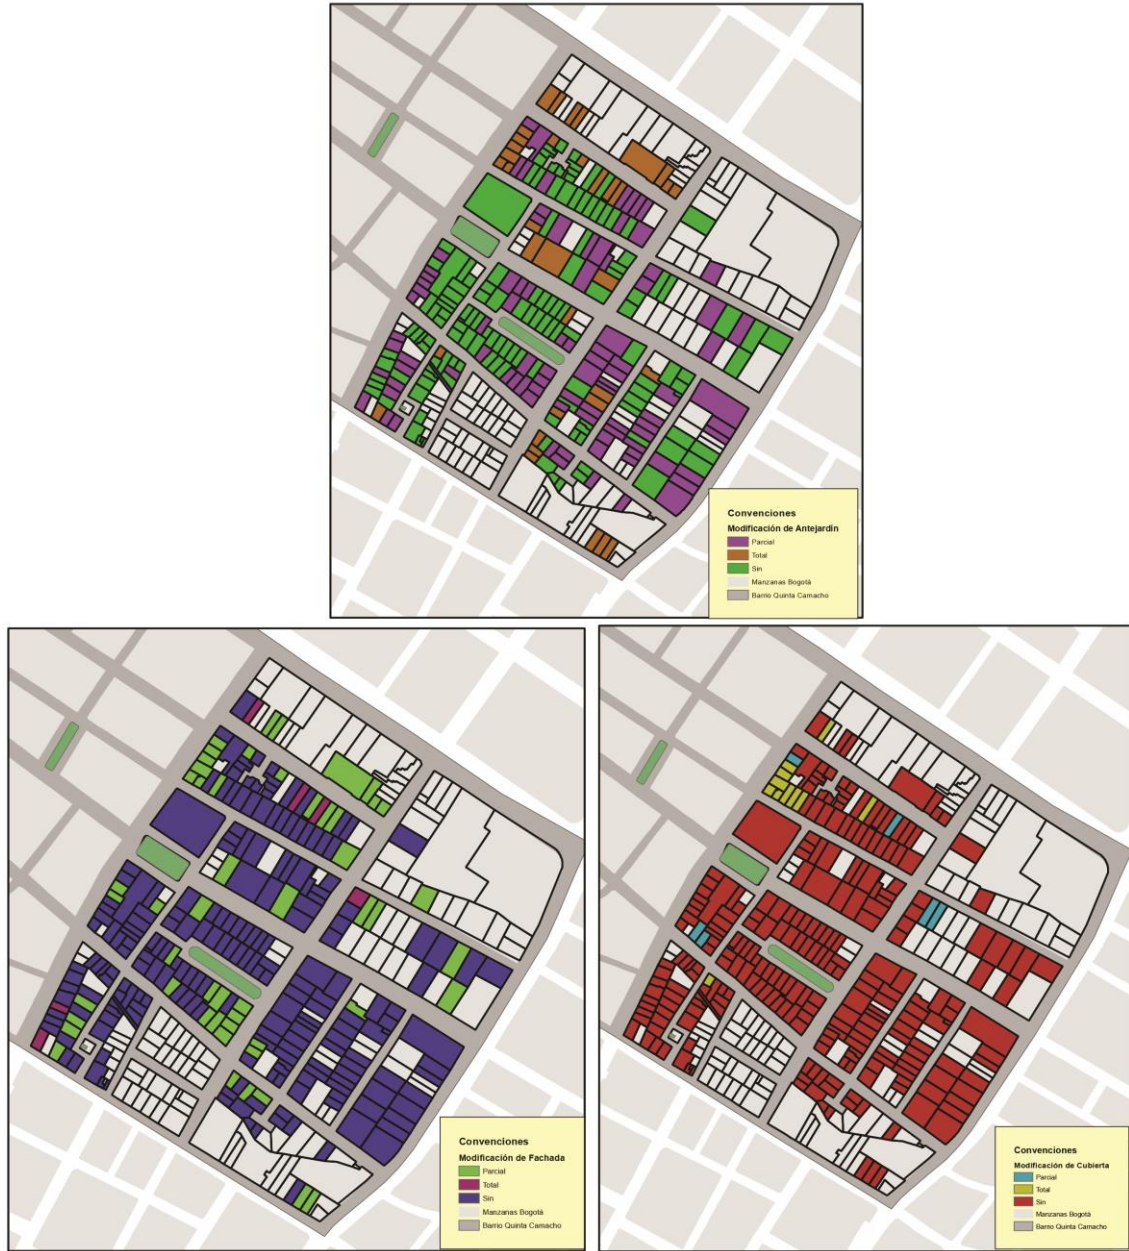 Convenciones
Modificación de Antejardín
Parcial
Total
Sin
Manzanas Bogotá
Barrio Quinta Camacho
Convenciones
Modificación de Fachada
Parcial
Total
Sin
Manzanas Bogotá
Barrio Quinta Camacho
Convenciones
Modificación de Cubierta
Parcial
Total
Sin
Manzanas Bogotá
Barrio Quinta Camacho